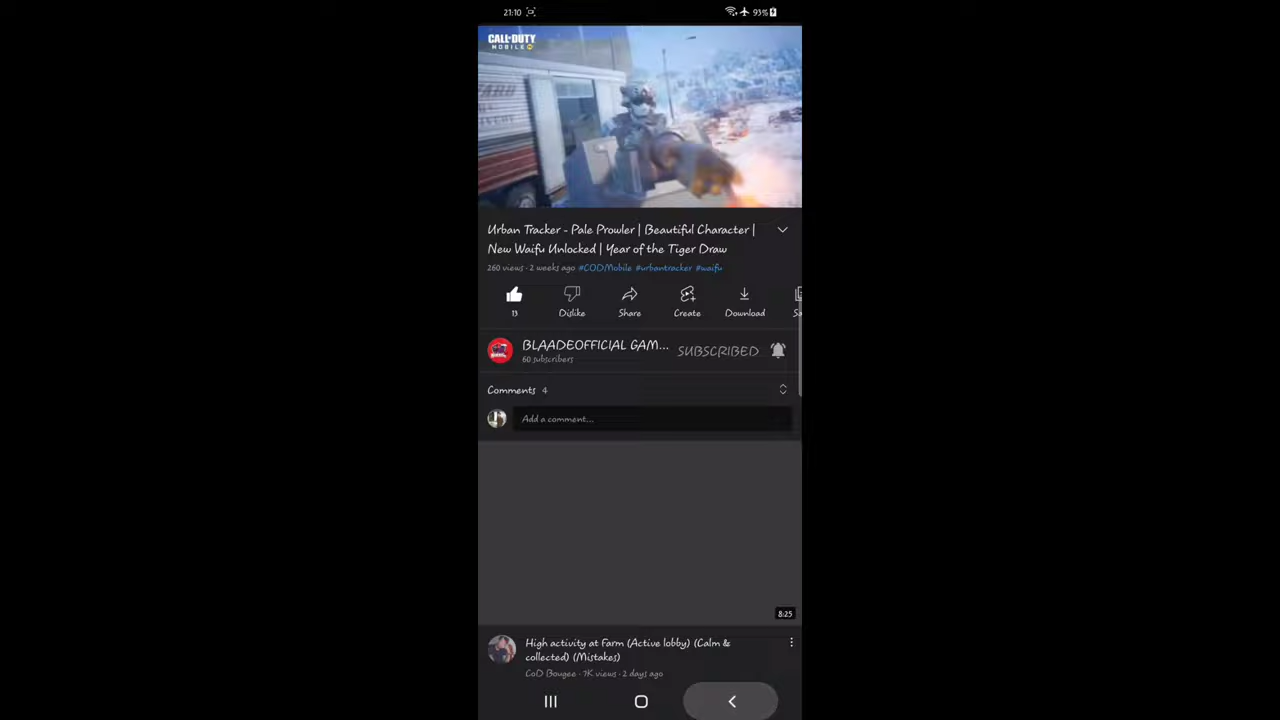 21:10
93%
CALL OF DUTY
MOBILE
Urban Tracker - Pale Prowler | Beautiful Character |
New Waifu Unlocked | Year of the Tiger Draw
260 views · 2 weeks ago #CODMobile #urbantracker #waifu
13 Dislike Share Create Download Sa
BLAADEOFFICIAL GAM... SUBSCRIBED
60 subscribers
Comments 4
Add a comment...
8:25
High activity at Farm (Active lobby) (Calm &
collected) (Mistakes)
CoD Bougee · 7K views · 2 days ago